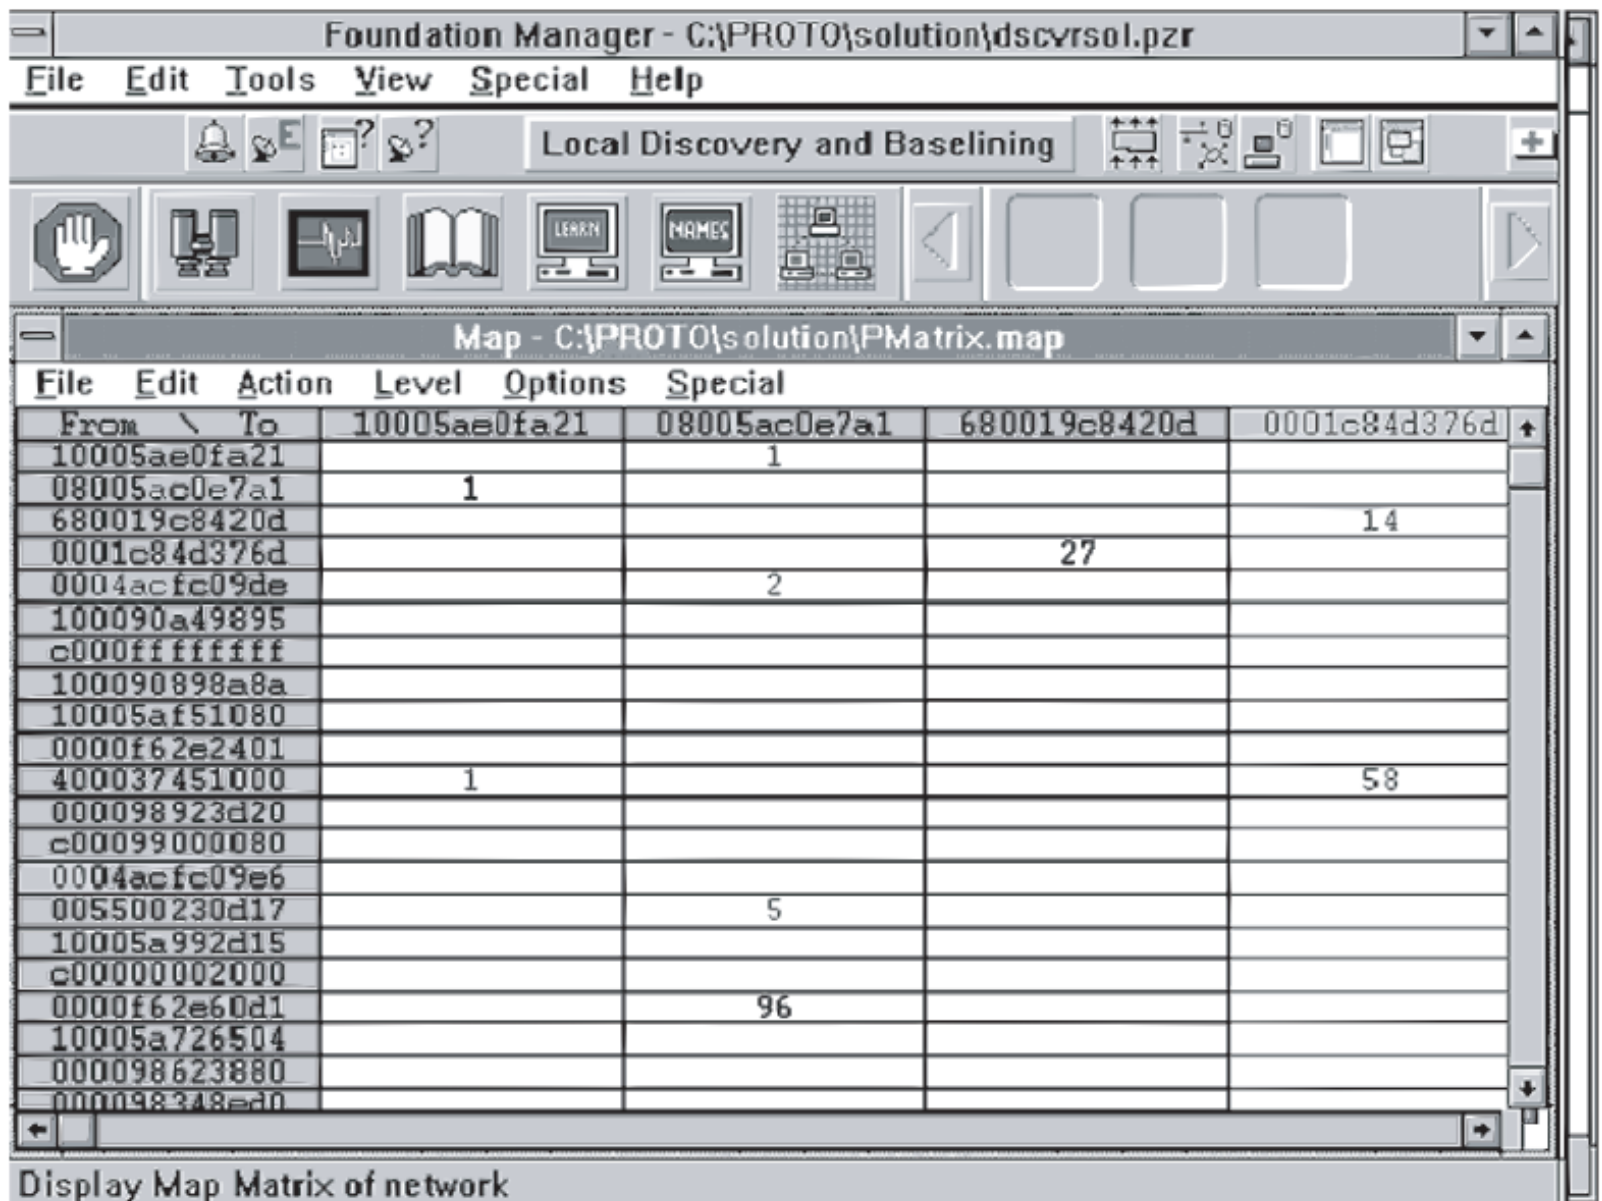 Foundation Manager - C:\PROTO\solution\dscvrsol.pzr
File Edit Tools View Special Help
E ? ? Local Discovery and Baselining
LEARN NAMES
Map - C:\PROTO\solution\PMatrix.map
File Edit Action Level Options Special
From \ To 10005ae0fa21 08005ac0e7a1 680019c8420d 0001c84d376d
10005ae0fa21 1
08005ac0e7a1 1
680019c8420d 14
0001c84d376d 27
0004acfc09de 2
100090a49895
c000ffffffff
100090898a8a
10005af51080
0000f62e2401
400037451000 1 58
000098923d20
c00099000080
0004acfc09e6
005500230d17 5
10005a992d15
c00000002000
0000f62e60d1 96
10005a726504
000098623880
000098348ed0
Display Map Matrix of network